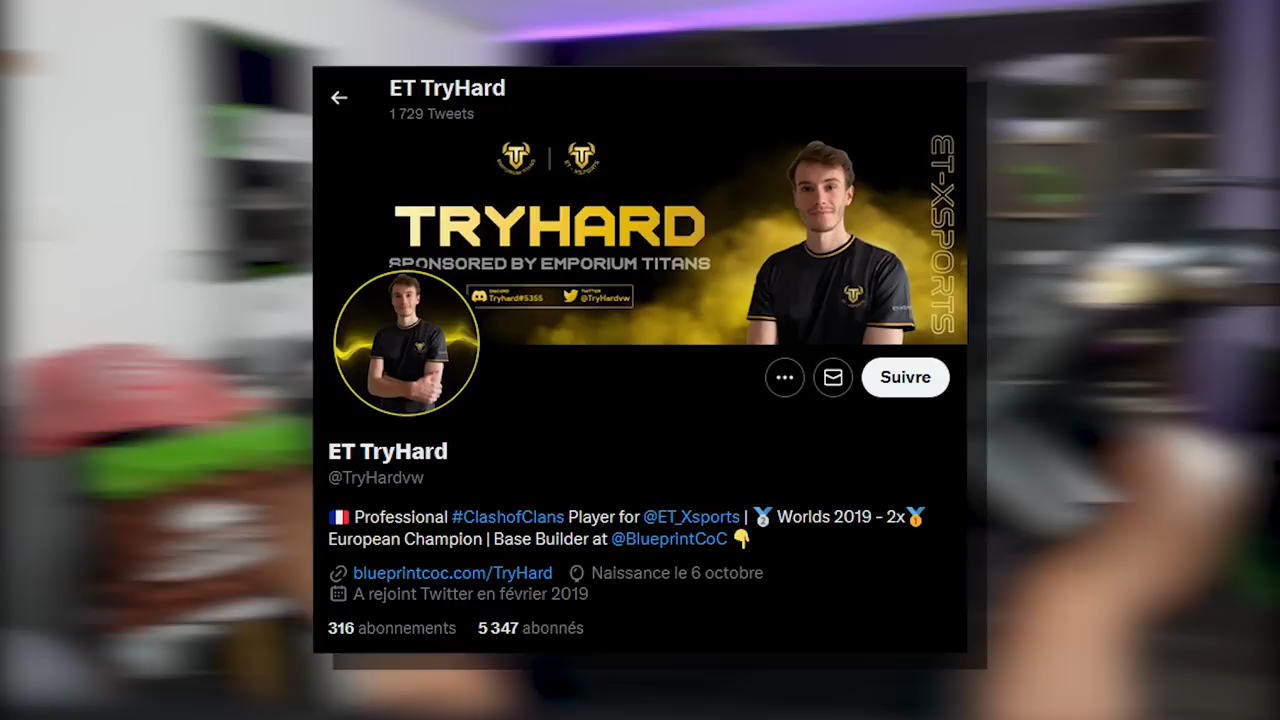 ET TryHard
1 729 Tweets
TRYHARD
SPONSORED BY EMPORIUM TITANS
DISCORD
Tryhard#5355
TWITTER
@TryHardvw
ET-XSPORTS
Suivre
ET TryHard
@TryHardvw
🇫🇷 Professional #ClashofClans Player for @ET_Xsports | 🥈 Worlds 2019 - 2x🥇
European Champion | Base Builder at @BlueprintCoC 👇
blueprintcoc.com/TryHard Naissance le 6 octobre
A rejoint Twitter en février 2019
316 abonnements 5 347 abonnés